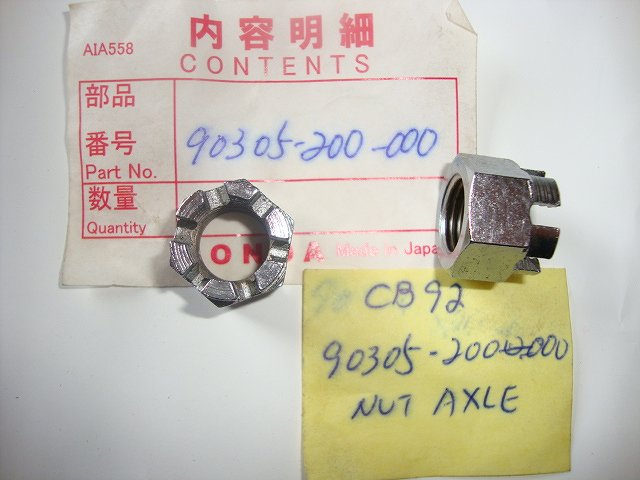 AIA558
内容明細
CONTENTS
部品
番号
Part No.
90305-200-000
数量
Quantity
ONDA Made in Japan
CB92
90305-200-000
NUT AXLE